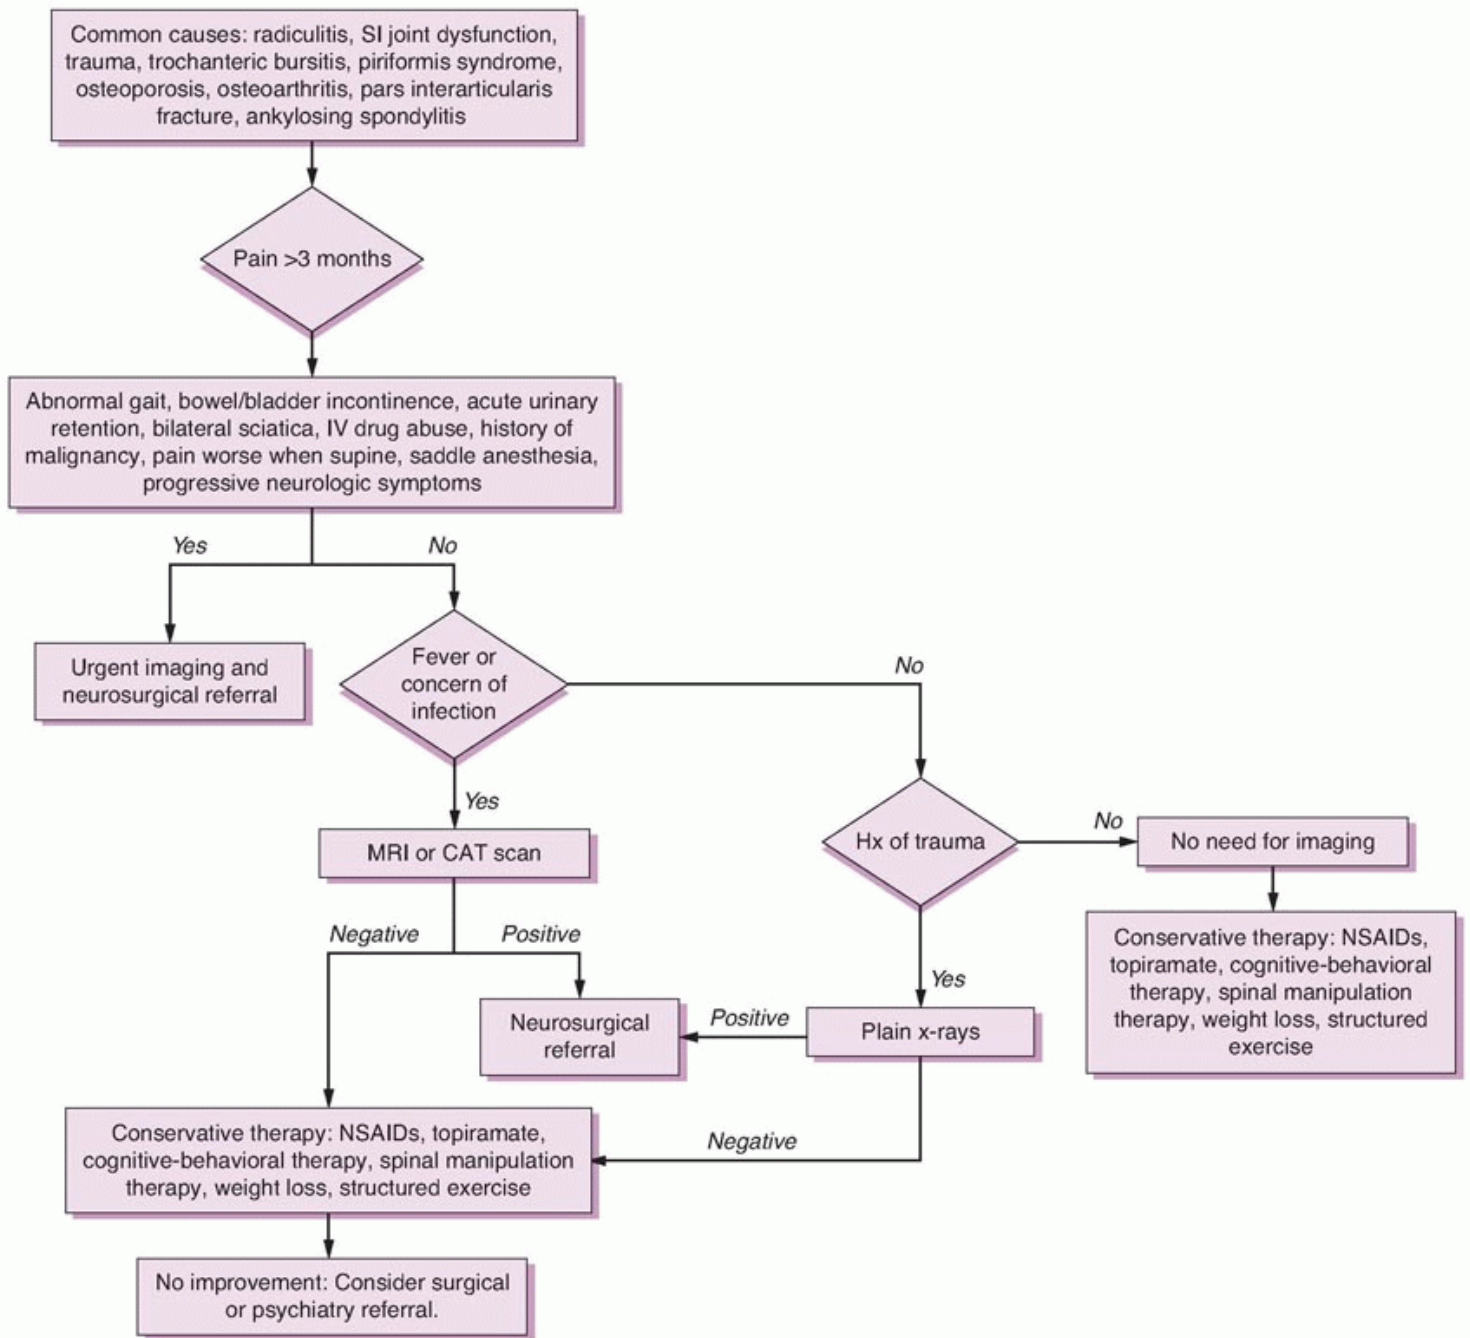 Common causes: radiculitis, SI joint dysfunction,
trauma, trochanteric bursitis, piriformis syndrome,
osteoporosis, osteoarthritis, pars interarticularis
fracture, ankylosing spondylitis
Pain >3 months
Abnormal gait, bowel/bladder incontinence, acute urinary
retention, bilateral sciatica, IV drug abuse, history of
malignancy, pain worse when supine, saddle anesthesia,
progressive neurologic symptoms
Yes
No
Urgent imaging and
neurosurgical referral
Fever or
concern of
infection
No
Yes
MRI or CAT scan
Hx of trauma
No
No need for imaging
Negative
Positive
Yes
Conservative therapy: NSAIDs,
topiramate, cognitive-behavioral
therapy, spinal manipulation
therapy, weight loss, structured
exercise
Neurosurgical
referral
Positive
Plain x-rays
Negative
Conservative therapy: NSAIDs, topiramate,
cognitive-behavioral therapy, spinal manipulation
therapy, weight loss, structured exercise
No improvement: Consider surgical
or psychiatry referral.